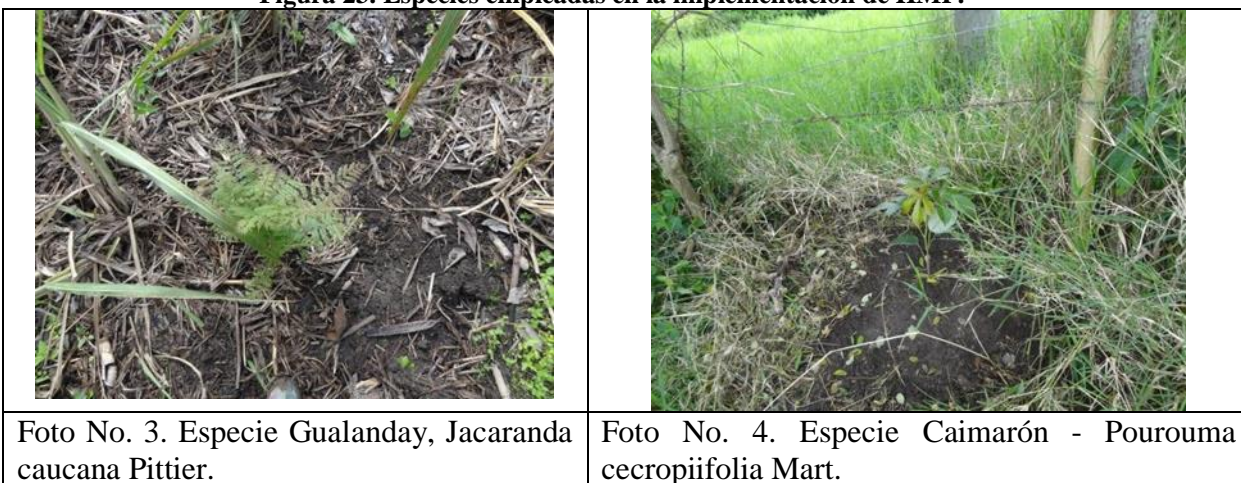 Figura 25. Especies empleadas en la implementación de HMP.
Foto No. 3. Especie Gualanday, Jacaranda
caucana Pittier.
Foto No. 4. Especie Caimarón - Pourouma
cecropiifolia Mart.